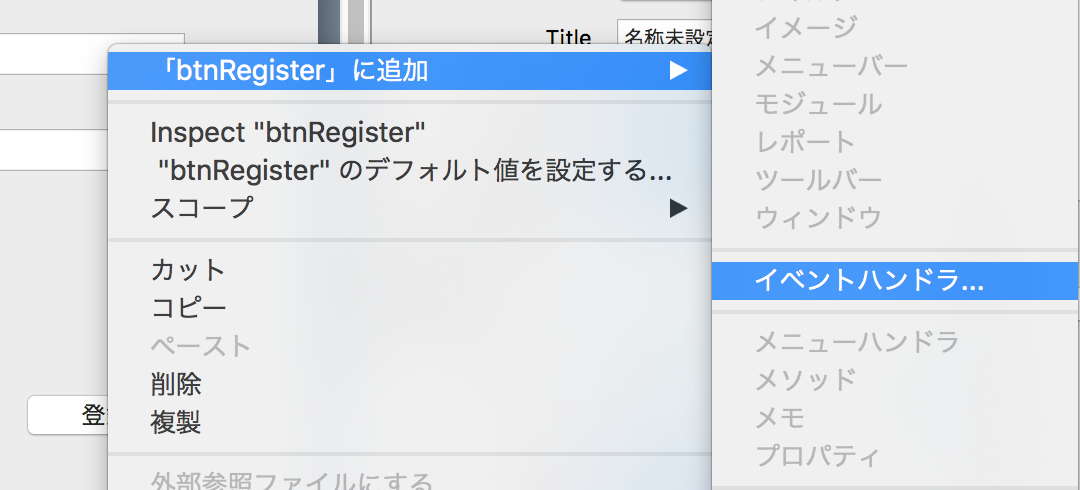 Title
名称未設定
「btnRegister」に追加
Inspect "btnRegister"
"btnRegister" のデフォルト値を設定する...
スコープ
カット
コピー
ペースト
削除
複製
外部参照ファイルにする
登
イメージ
メニューバー
モジュール
レポート
ツールバー
ウィンドウ
イベントハンドラ...
メニューハンドラ
メソッド
メモ
プロパティ